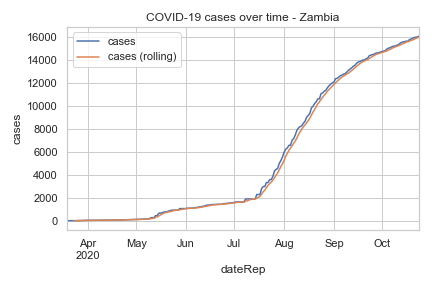 COVID-19 cases over time - Zambia
cases
cases (rolling)
16000
14000
12000
10000
8000
6000
4000
2000
0
cases
Apr
2020
May
Jun
Jul
Aug
Sep
Oct
dateRep